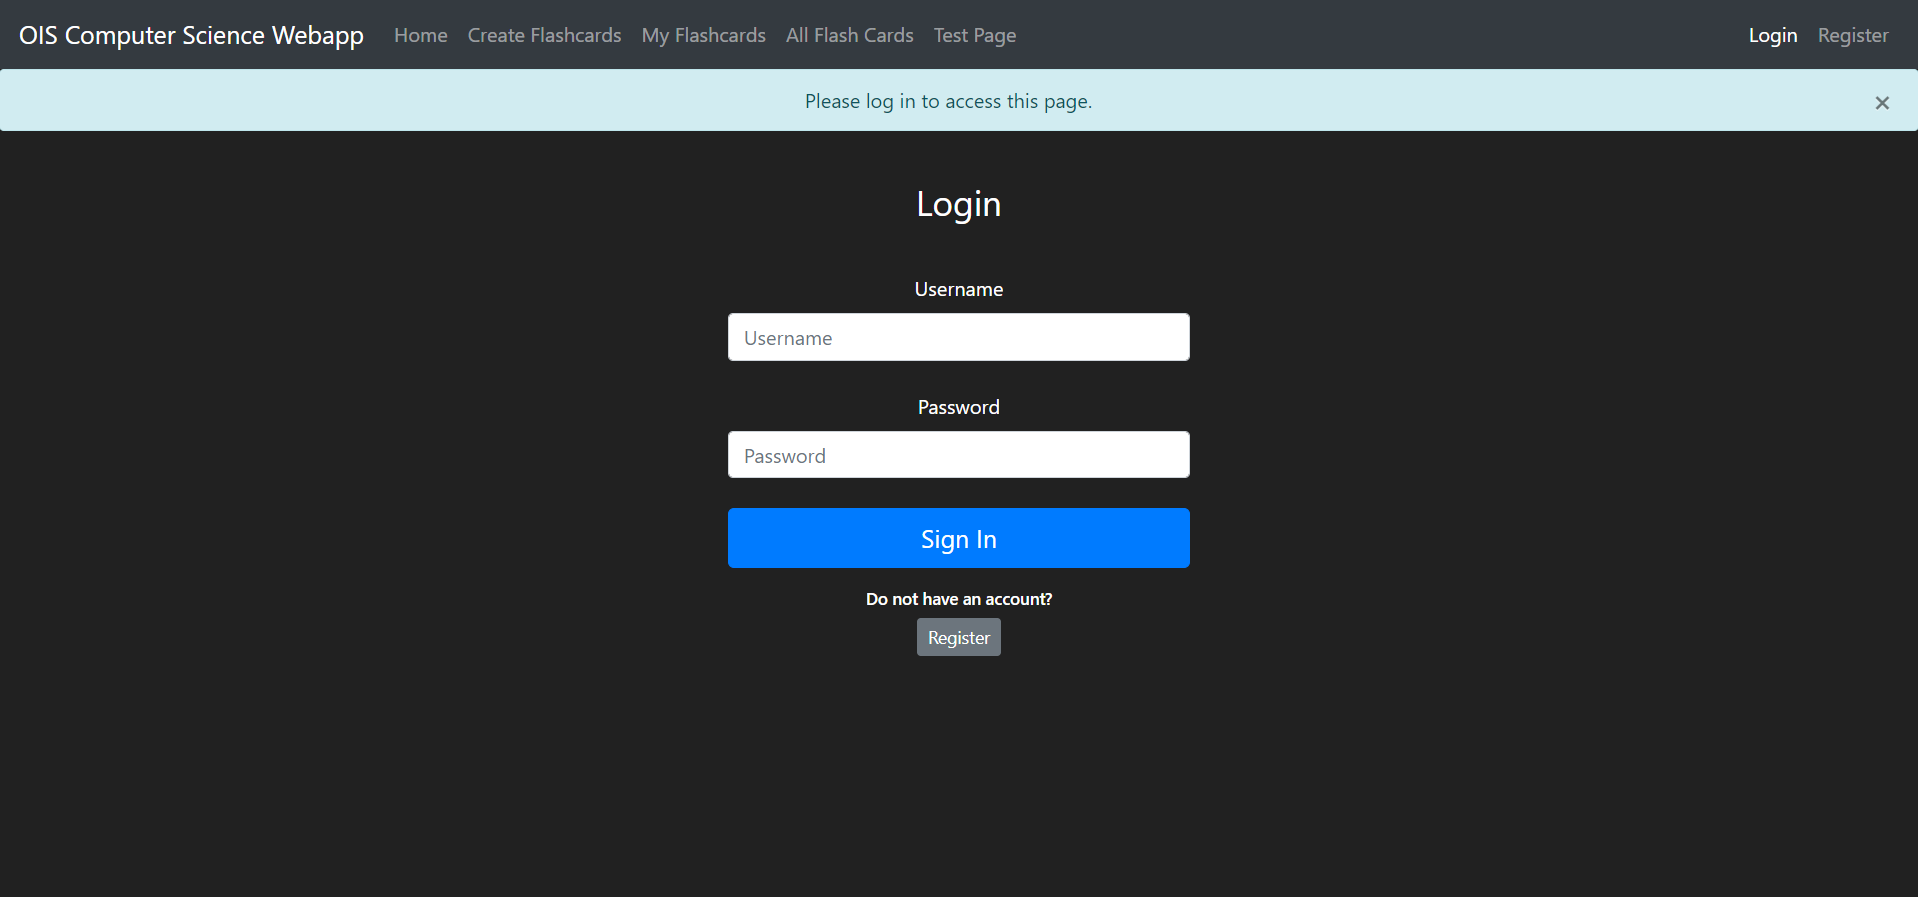 OIS Computer Science Webapp Home Create Flashcards My Flashcards All Flash Cards Test Page Login Register
Please log in to access this page. ×
Login
Username
Username
Password
Password
Sign In
Do not have an account?
Register